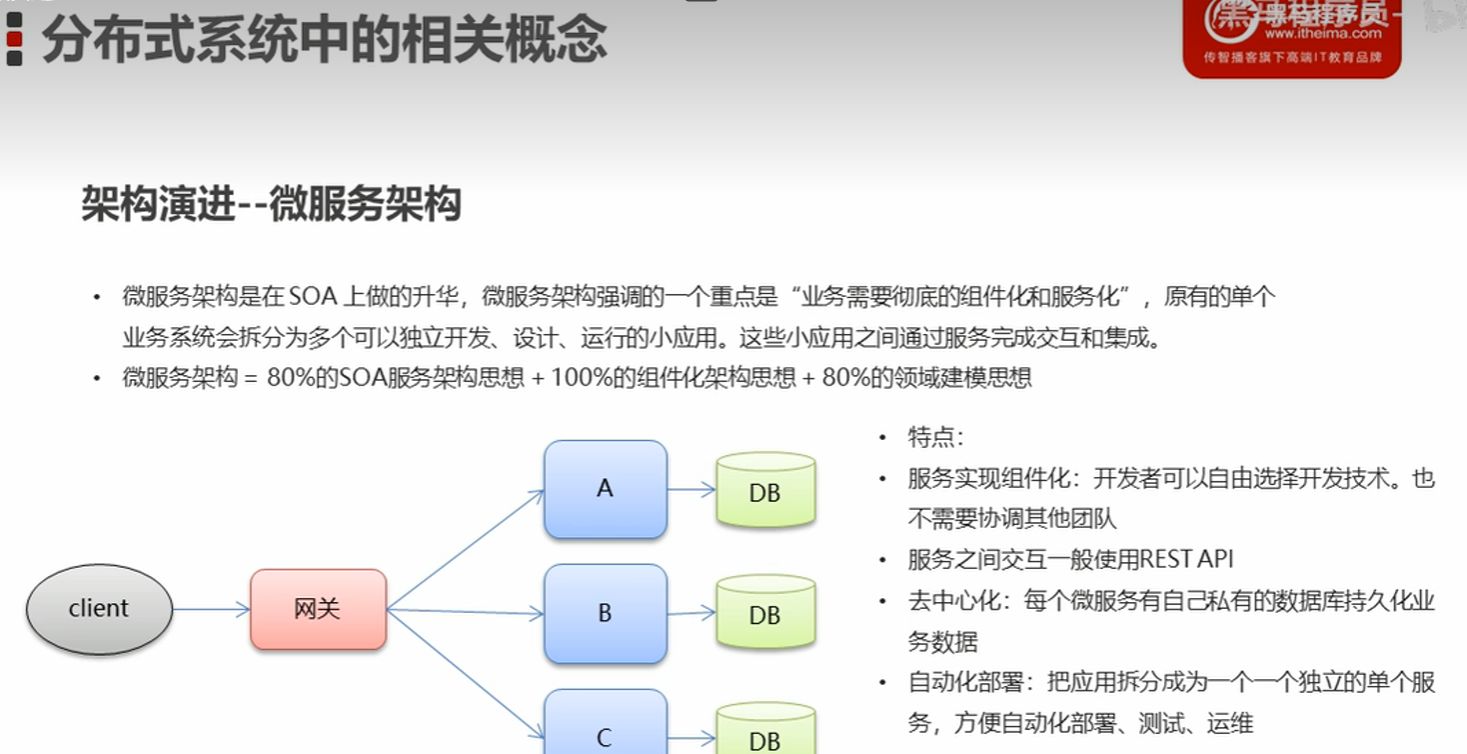 分布式系统中的相关概念
www.itheima.com
传智播客旗下高端IT教育品牌
架构演进--微服务架构
• 微服务架构是在 SOA 上做的升华，微服务架构强调的一个重点是“业务需要彻底的组件化和服务化”，原有的单个
业务系统会拆分为多个可以独立开发、设计、运行的小应用。这些小应用之间通过服务完成交互和集成。
• 微服务架构 = 80%的SOA服务架构思想 + 100%的组件化架构思想 + 80%的领域建模思想
client
网关
A
DB
B
DB
C
DB
• 特点：
• 服务实现组件化：开发者可以自由选择开发技术。也
不需要协调其他团队
• 服务之间交互一般使用REST API
• 去中心化：每个微服务有自己私有的数据库持久化业
务数据
• 自动化部署：把应用拆分成为一个一个独立的单个服
务，方便自动化部署、测试、运维